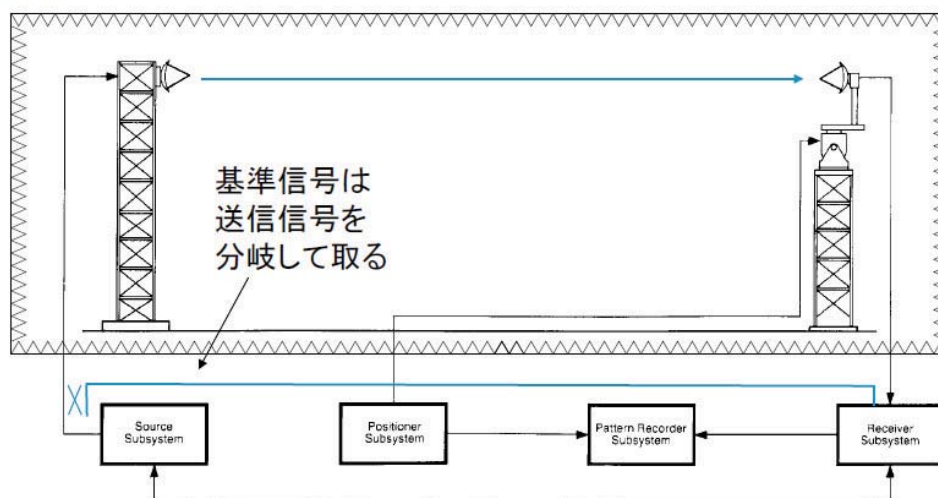 基準信号は
送信信号を
分岐して取る
Source
Subsystem
Positioner
Subsystem
Pattern Recorder
Subsystem
Receiver
Subsystem